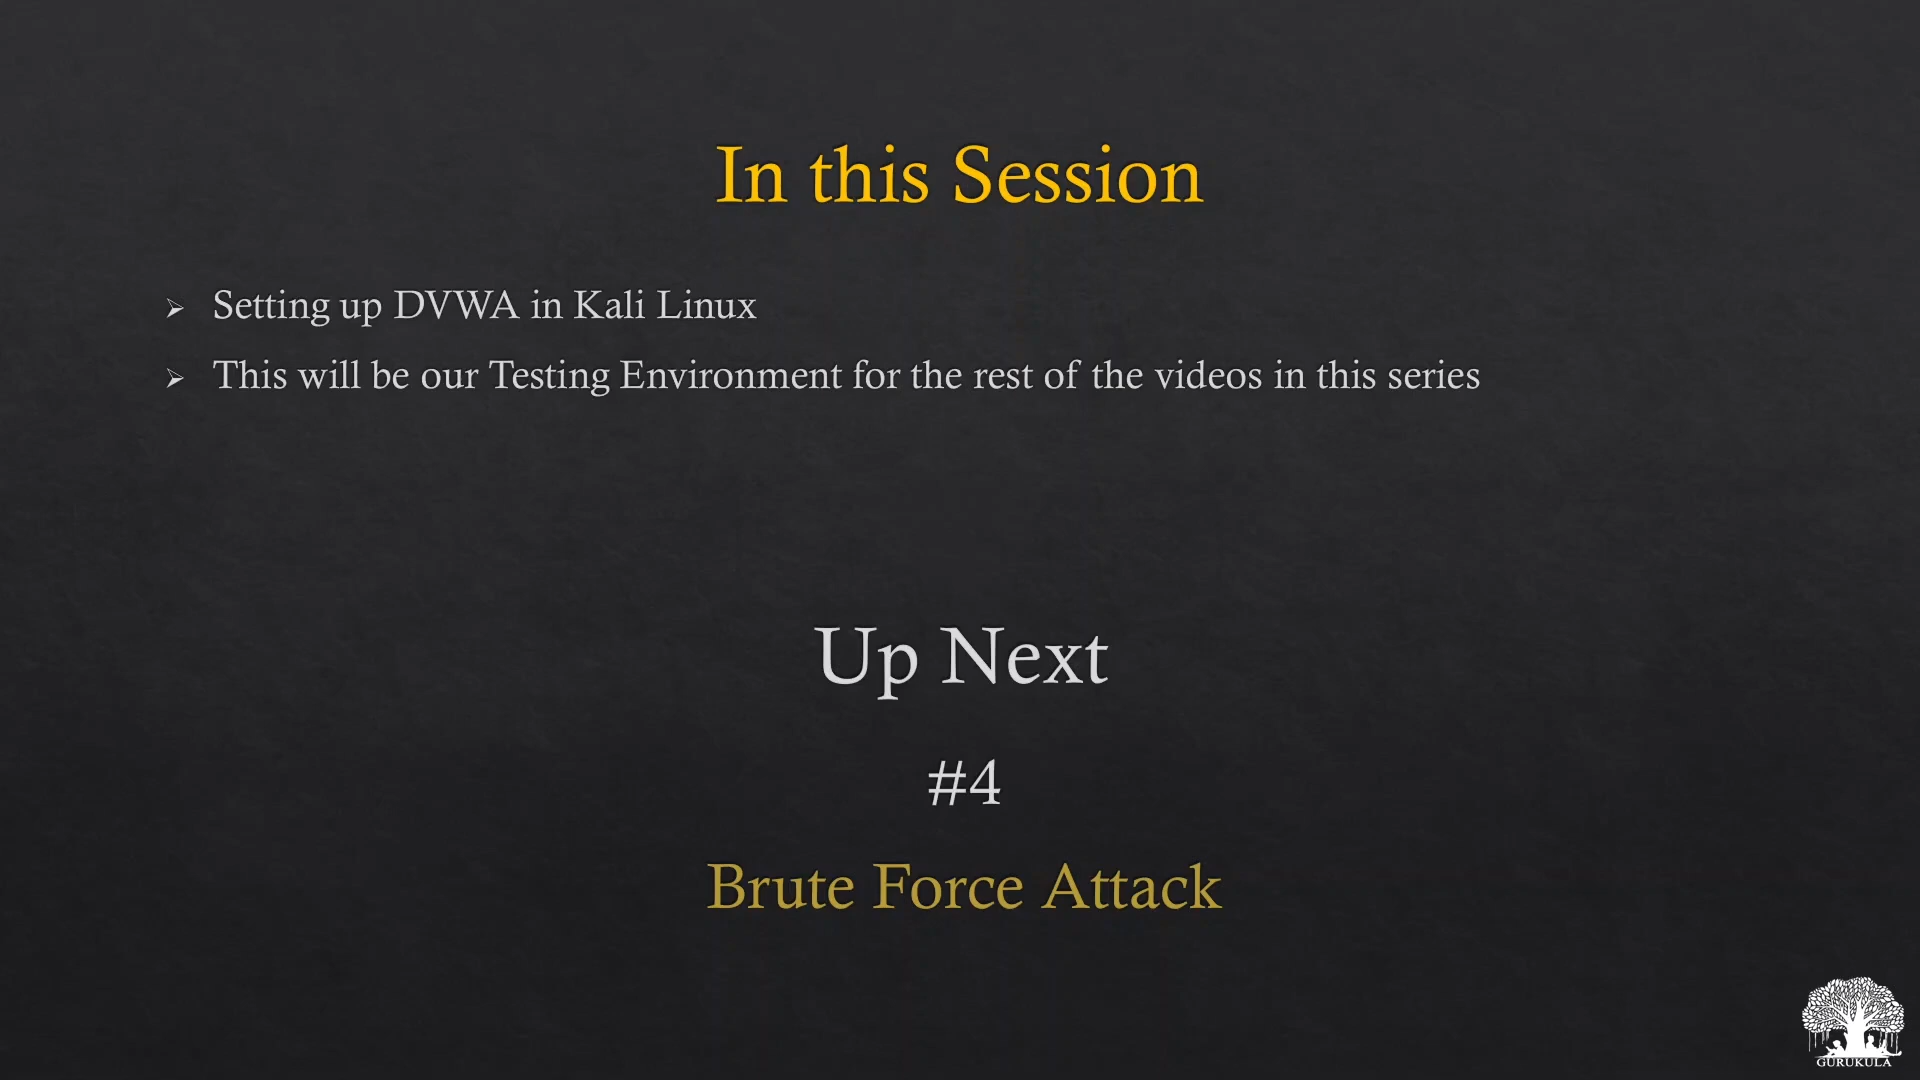 In this Session
Setting up DVWA in Kali Linux
This will be our Testing Environment for the rest of the videos in this series
Up Next
#4
Brute Force Attack
GURUKULA